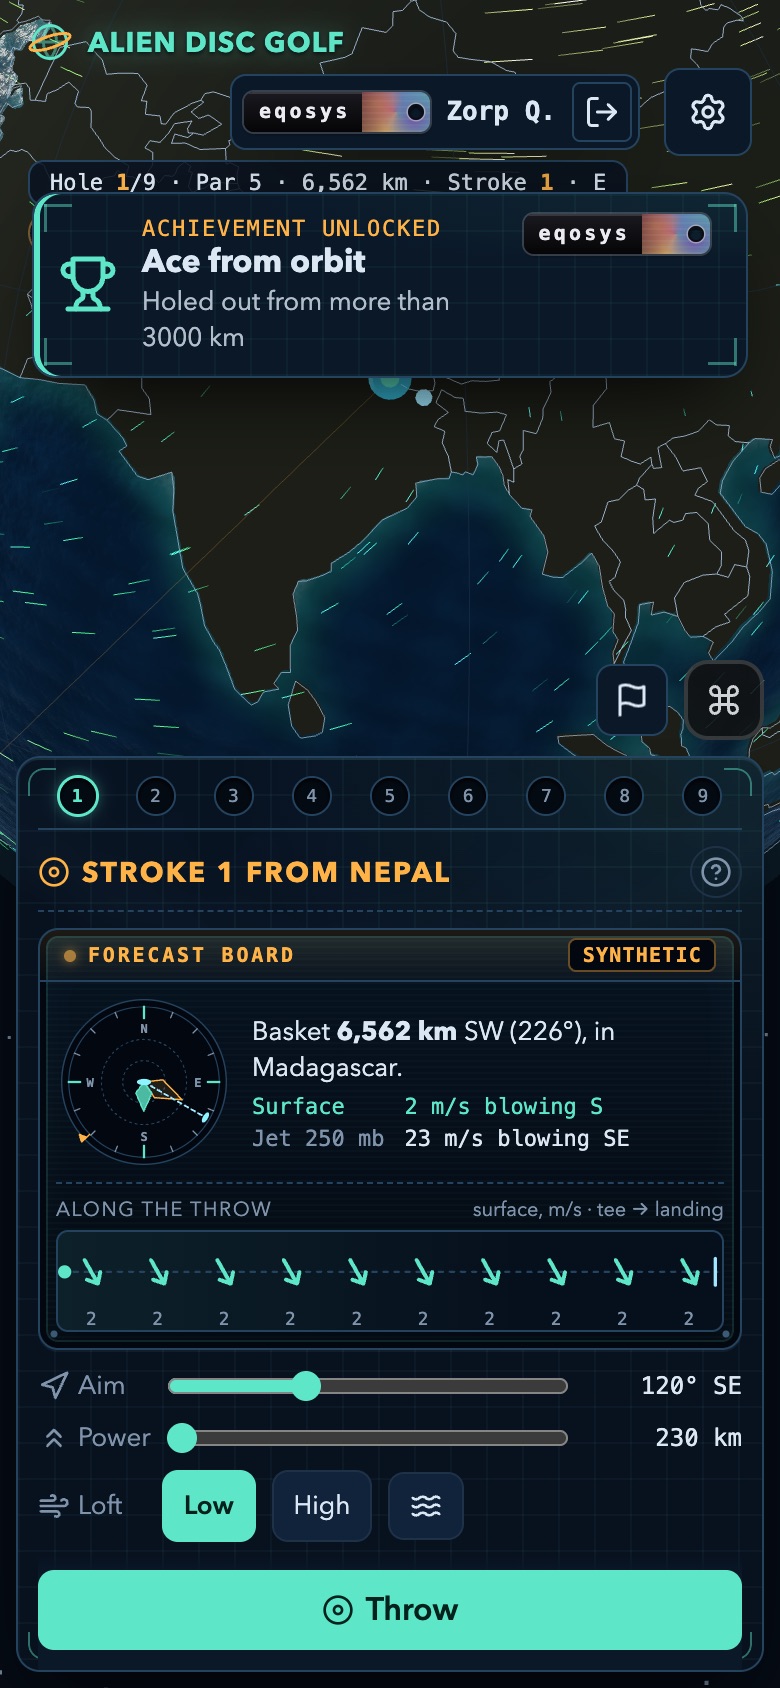 ALIEN DISC GOLF
eqosys Zorp Q.
Hole 1/9 · Par 5 · 6,562 km · Stroke 1 · E
ACHIEVEMENT UNLOCKED
eqosys
Ace from orbit
Holed out from more than
3000 km
1 2 3 4 5 6 7 8 9
STROKE 1 FROM NEPAL
?
FORECAST BOARD
SYNTHETIC
N
W E
S
Basket 6,562 km SW (226°), in
Madagascar.
Surface 2 m/s blowing S
Jet 250 mb 23 m/s blowing SE
ALONG THE THROW
surface, m/s · tee → landing
2 2 2 2 2 2 2 2 2 2
Aim 120° SE
Power 230 km
Loft Low High
Throw